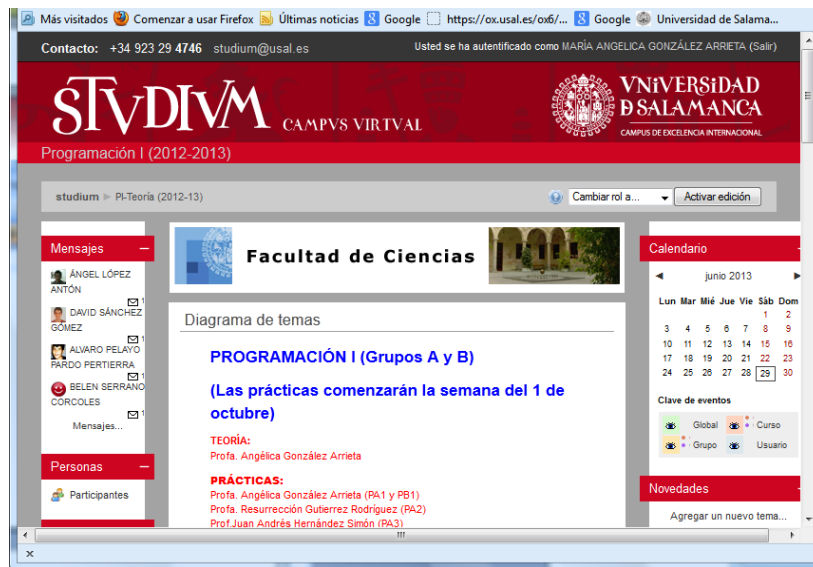 Más visitados Comenzar a usar Firefox Últimas noticias Google https://ox.usal.es/ox6/... Google Universidad de Salama...
Contacto: +34 923 29 4746 studium@usal.es Usted se ha autentificado como MARÍA ANGELICA GONZÁLEZ ARRIETA (Salir)
STVDIVM CAMPVS VIRTVAL
VNiVERSiDAD
D SALAMANCA
CAMPUS DE EXCELENCIA INTERNACIONAL
Programación I (2012-2013)
studium ► PI-Teoría (2012-13) Cambiar rol a... Activar edición
Mensajes
ÁNGEL LÓPEZ
ANTÓN
1
DAVID SÁNCHEZ
GÓMEZ
1
ALVARO PELAYO
PARDO PERTIERRA
1
BELEN SERRANO
CORCOLES
1
Mensajes...
Personas
Participantes
Facultad de Ciencias
Diagrama de temas
PROGRAMACIÓN I (Grupos A y B)
(Las prácticas comenzarán la semana del 1 de
octubre)
TEORÍA:
Profa. Angélica González Arrieta
PRÁCTICAS:
Profa. Angélica González Arrieta (PA1 y PB1)
Profa. Resurrección Gutierrez Rodríguez (PA2)
Prof.Juan Andrés Hernández Simón (PA3)
Calendario
◄ junio 2013 ►
Lun Mar Mié Jue Vie Sáb Dom
1 2
3 4 5 6 7 8 9
10 11 12 13 14 15 16
17 18 19 20 21 22 23
24 25 26 27 28 29 30
Clave de eventos
Global Curso
Grupo Usuario
Novedades
Agregar un nuevo tema...